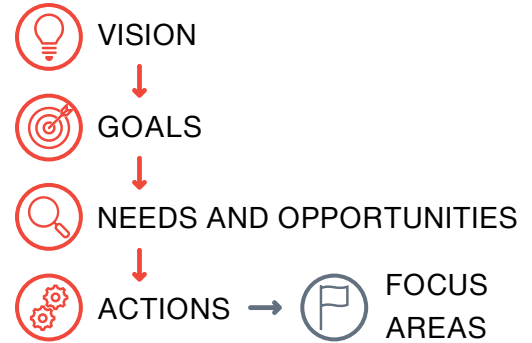 VISION
GOALS
NEEDS AND OPPORTUNITIES
ACTIONS
FOCUS
AREAS